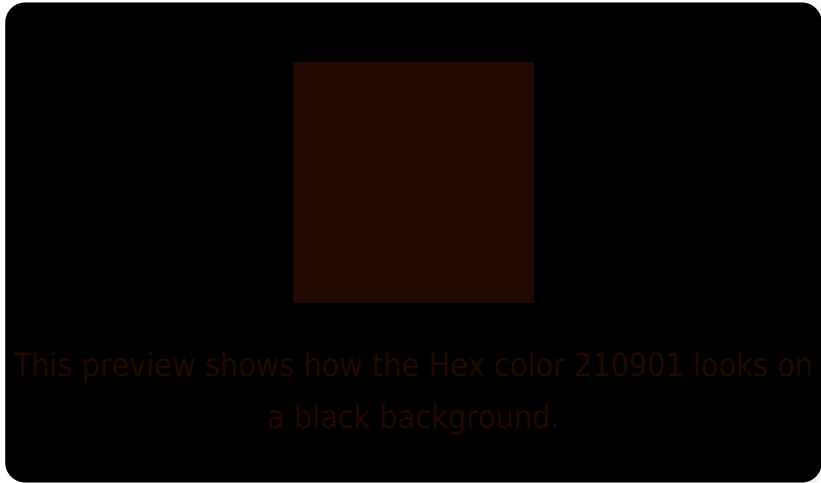 This preview shows how the Hex color 210901 looks on
a black background.